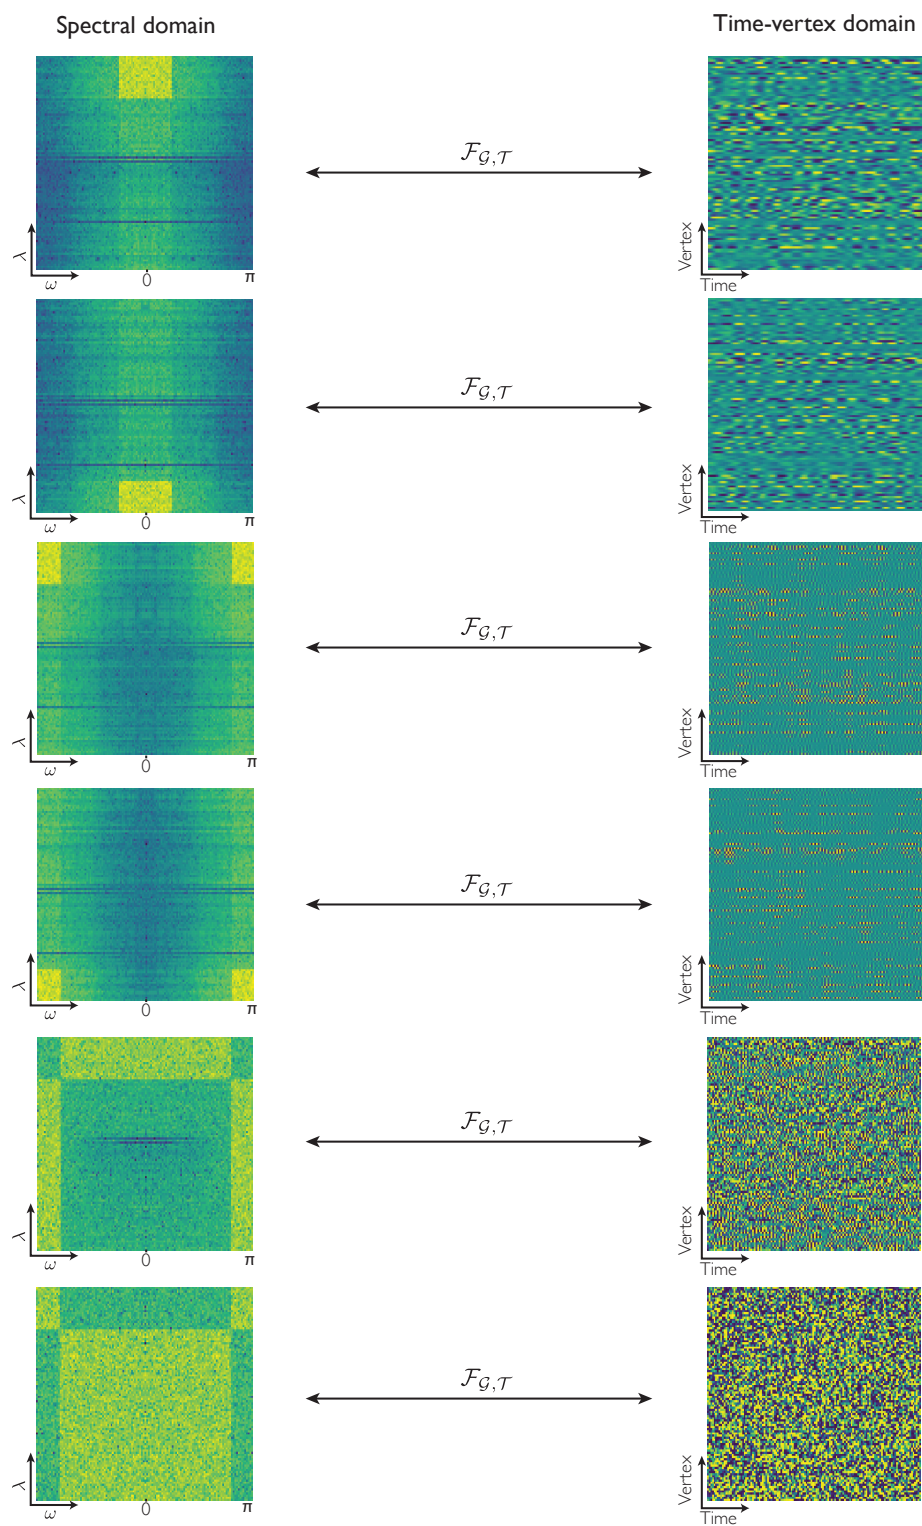 Spectral domain
Time-vertex domain
λ
ω
0
π
𝓕𝒢,𝒯
Vertex
Time
λ
ω
0
π
𝓕𝒢,𝒯
Vertex
Time
λ
ω
0
π
𝓕𝒢,𝒯
Vertex
Time
λ
ω
0
π
𝓕𝒢,𝒯
Vertex
Time
λ
ω
0
π
𝓕𝒢,𝒯
Vertex
Time
λ
ω
0
π
𝓕𝒢,𝒯
Vertex
Time